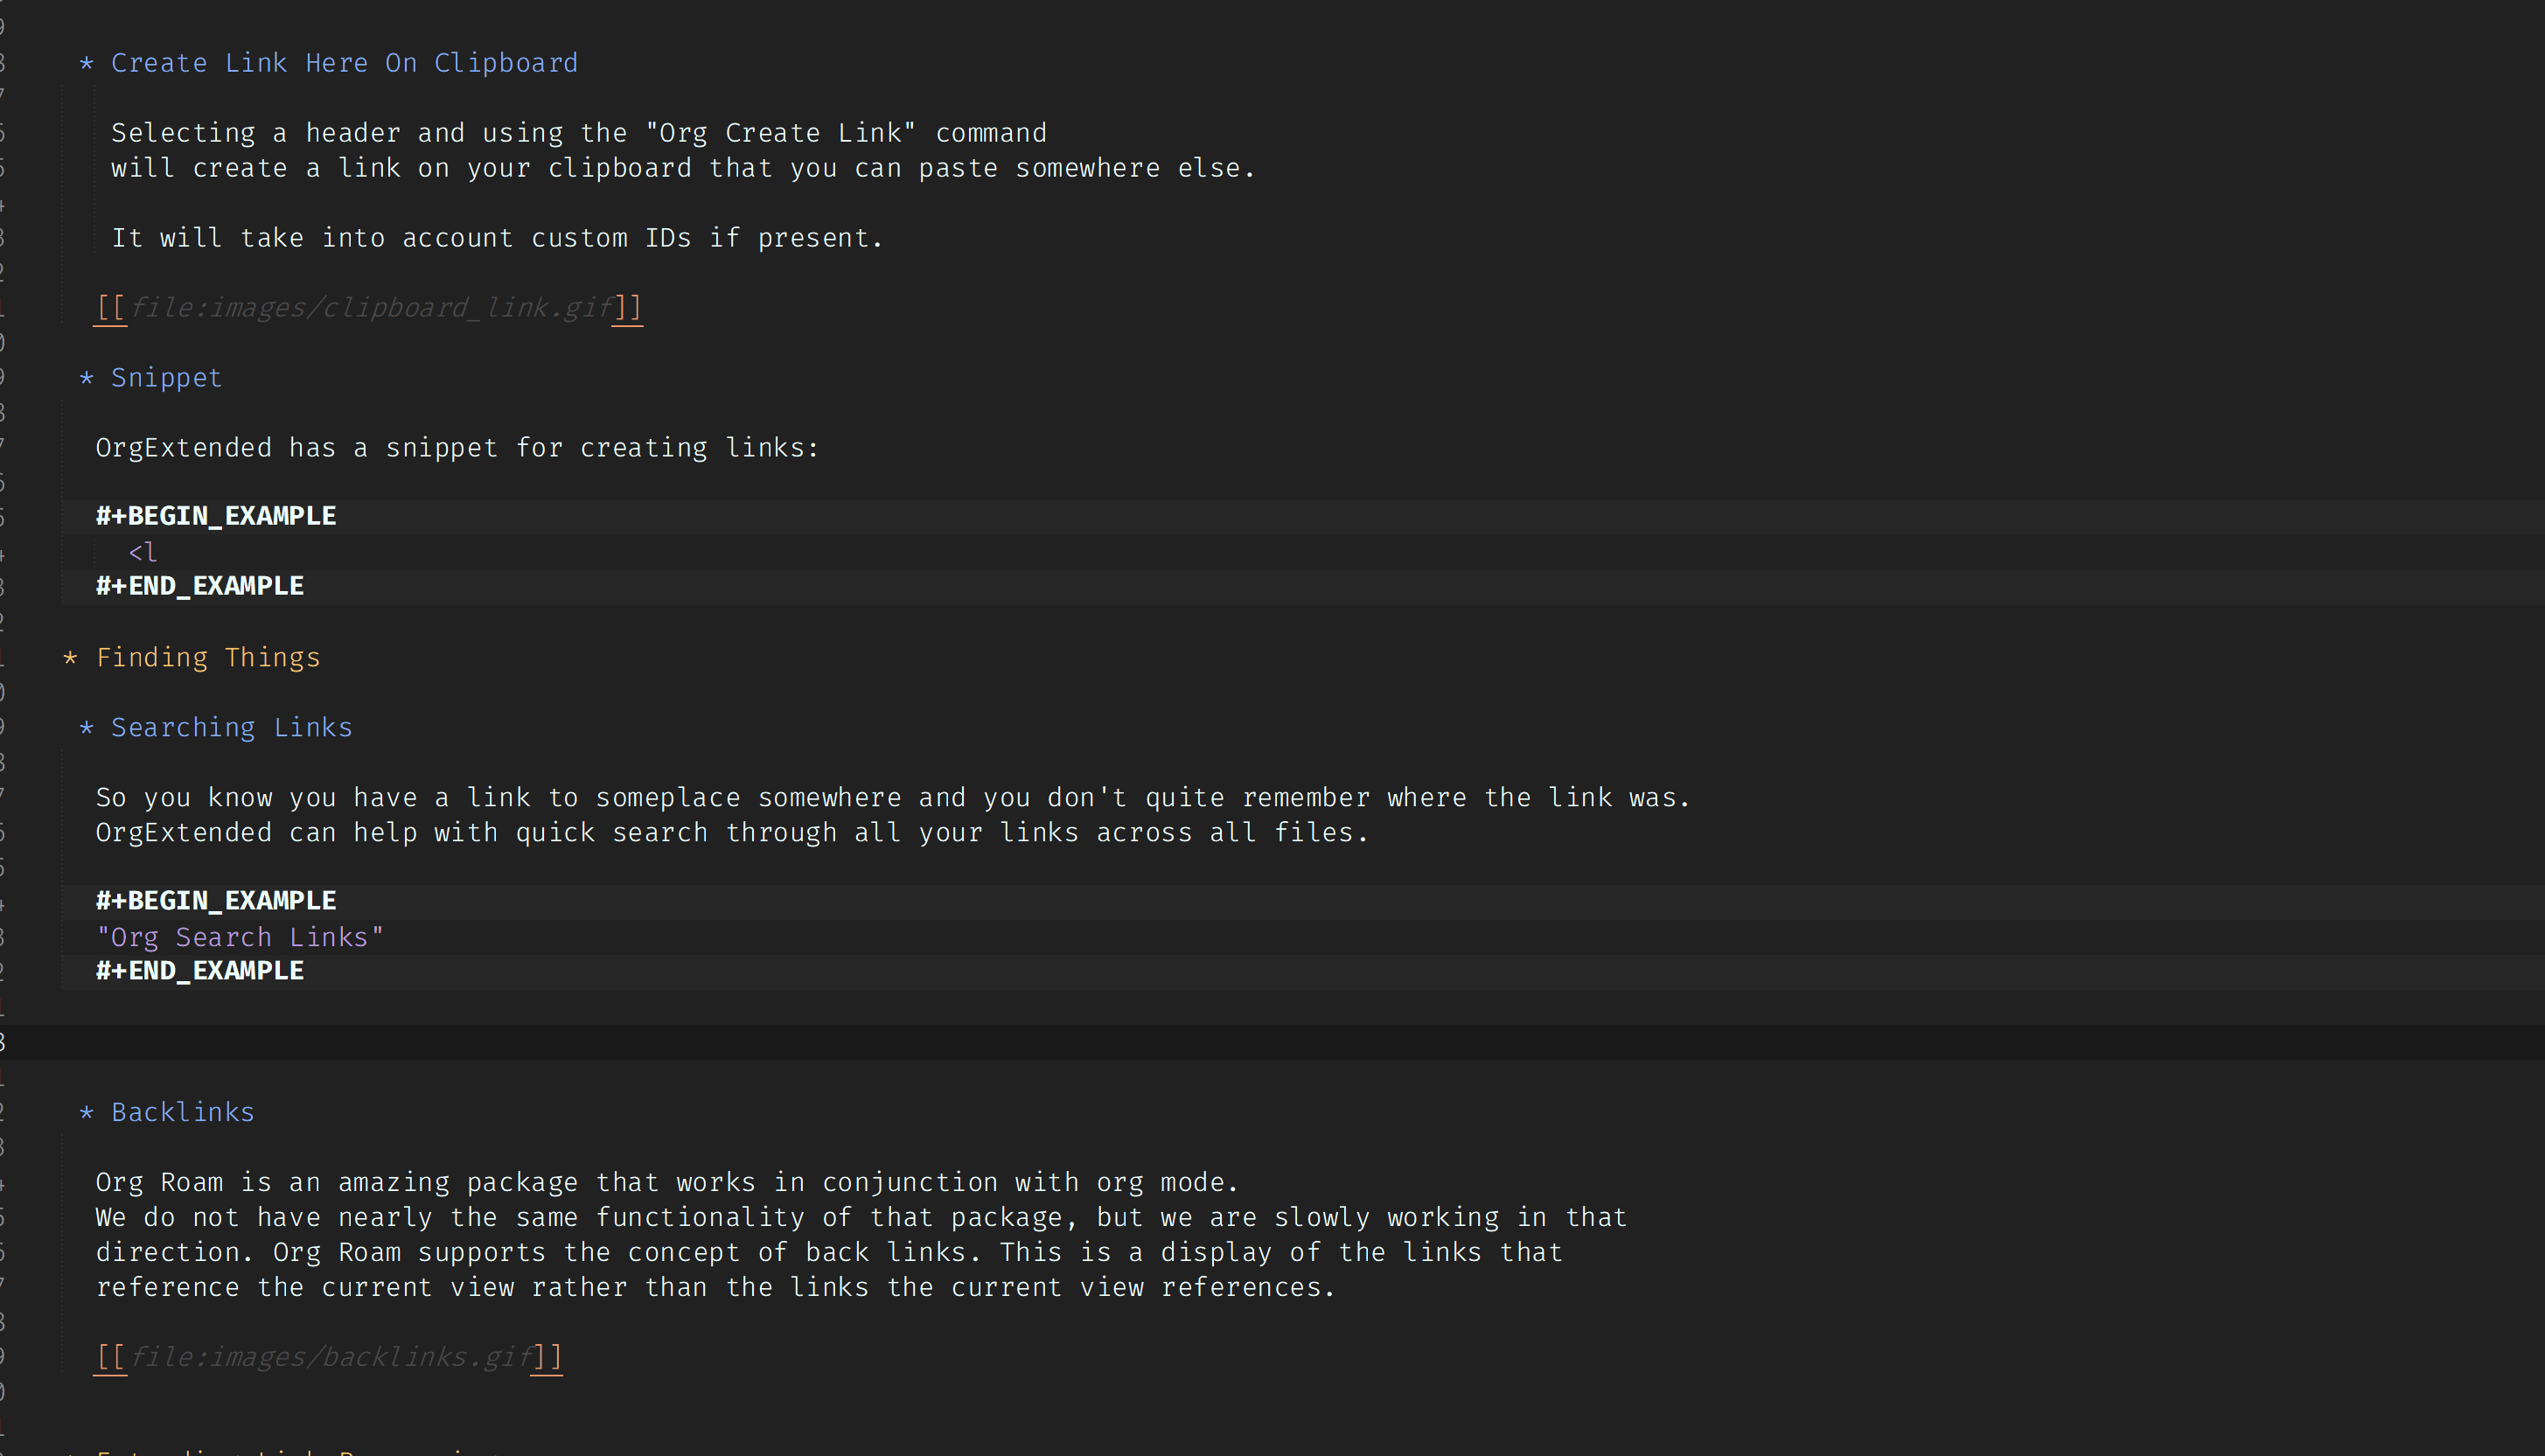 * Create Link Here On Clipboard
Selecting a header and using the "Org Create Link" command
will create a link on your clipboard that you can paste somewhere else.
It will take into account custom IDs if present.
[[file:images/clipboard_link.gif]]
* Snippet
OrgExtended has a snippet for creating links:
#+BEGIN_EXAMPLE
<l
#+END_EXAMPLE
* Finding Things
* Searching Links
So you know you have a link to someplace somewhere and you don't quite remember where the link was.
OrgExtended can help with quick search through all your links across all files.
#+BEGIN_EXAMPLE
"Org Search Links"
#+END_EXAMPLE
* Backlinks
Org Roam is an amazing package that works in conjunction with org mode.
We do not have nearly the same functionality of that package, but we are slowly working in that
direction. Org Roam supports the concept of back links. This is a display of the links that
reference the current view rather than the links the current view references.
[[file:images/backlinks.gif]]